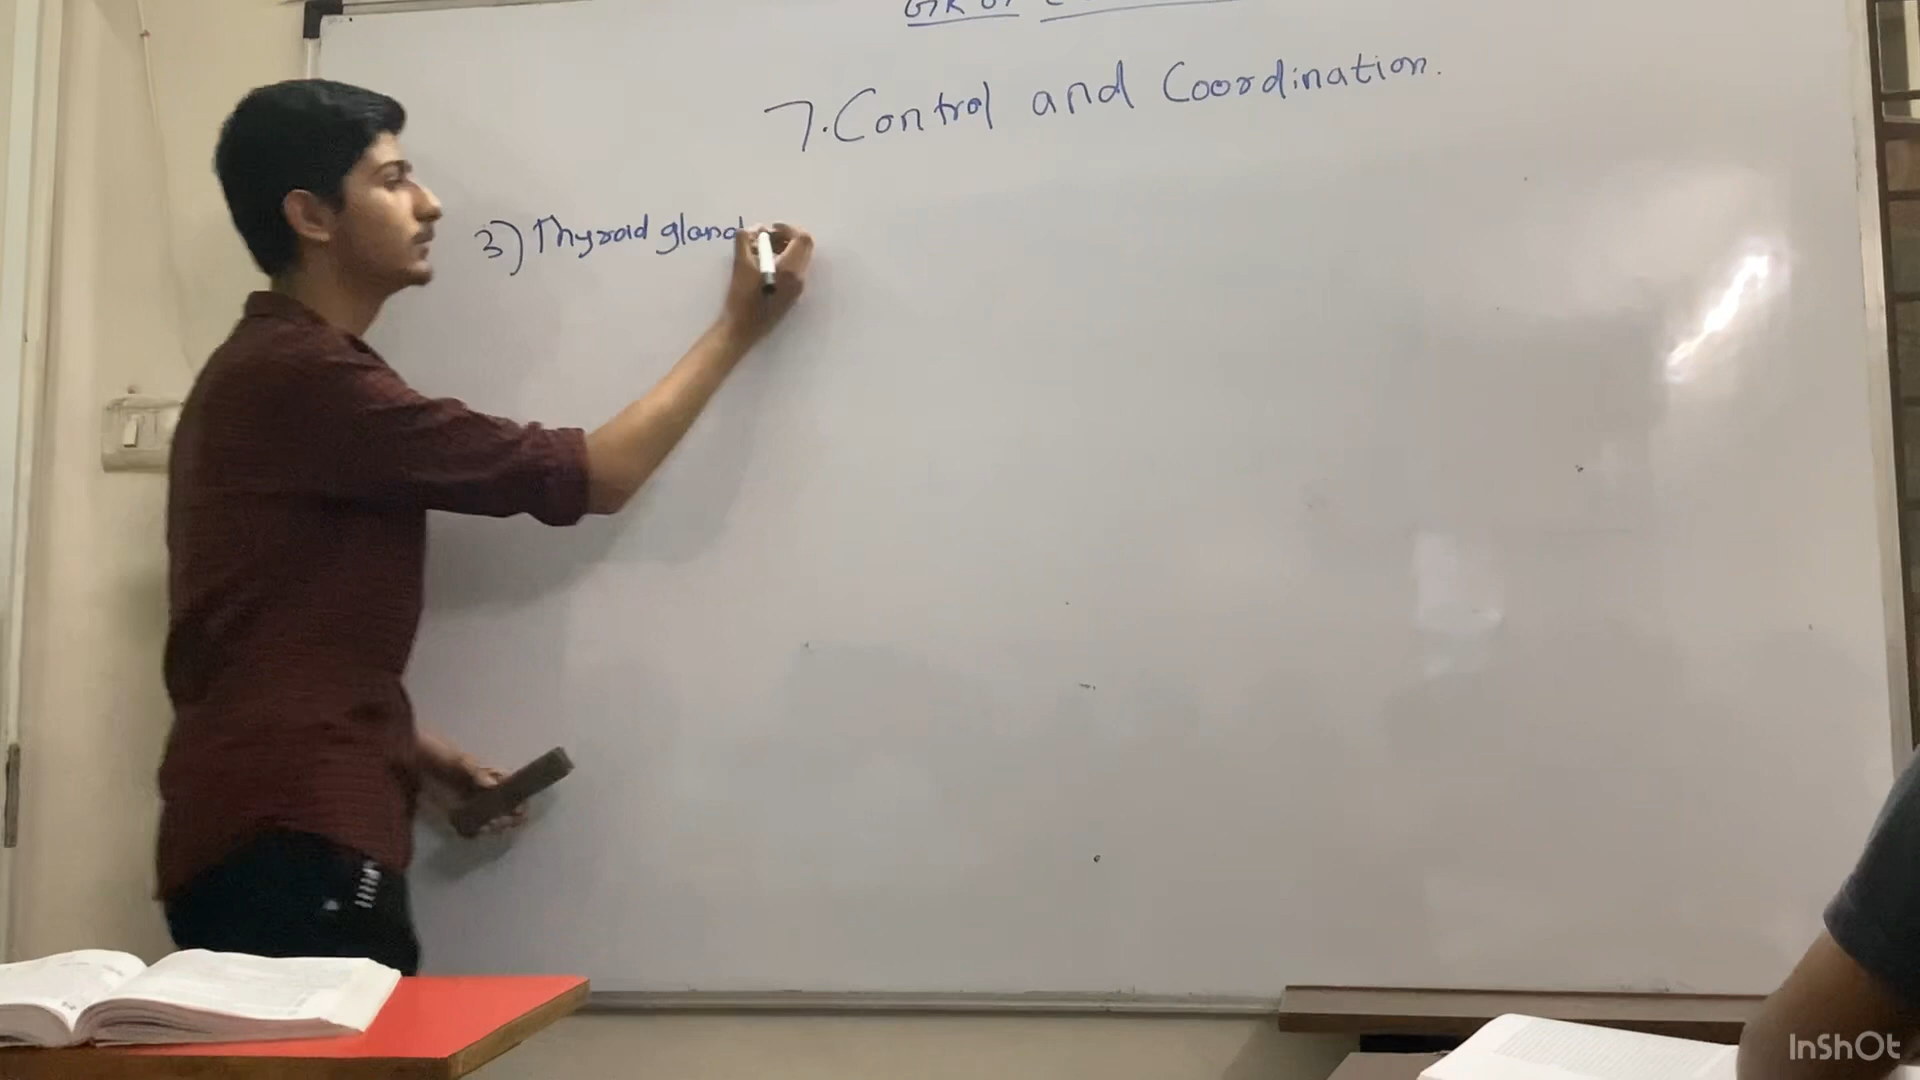 7. Control and Coordination.
3) Thyroid gland
InShOt